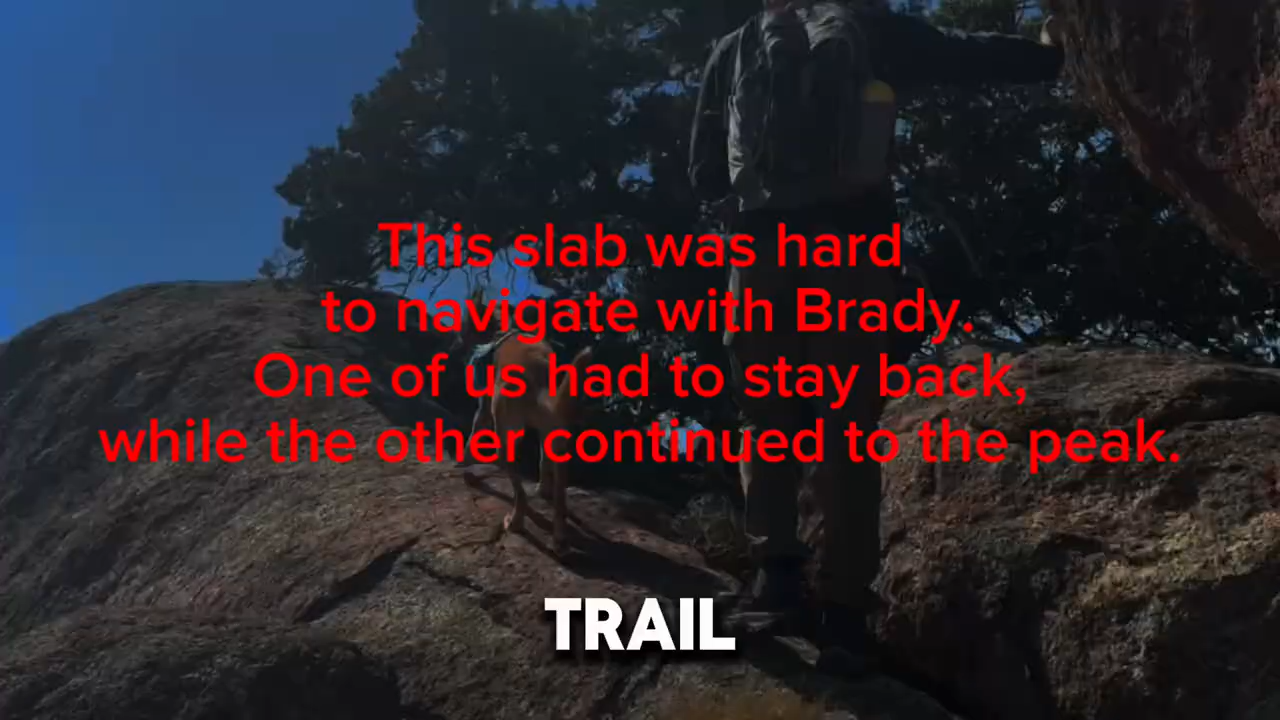 This slab was hard
to navigate with Brady.
One of us had to stay back,
while the other continued to the peak.
TRAIL